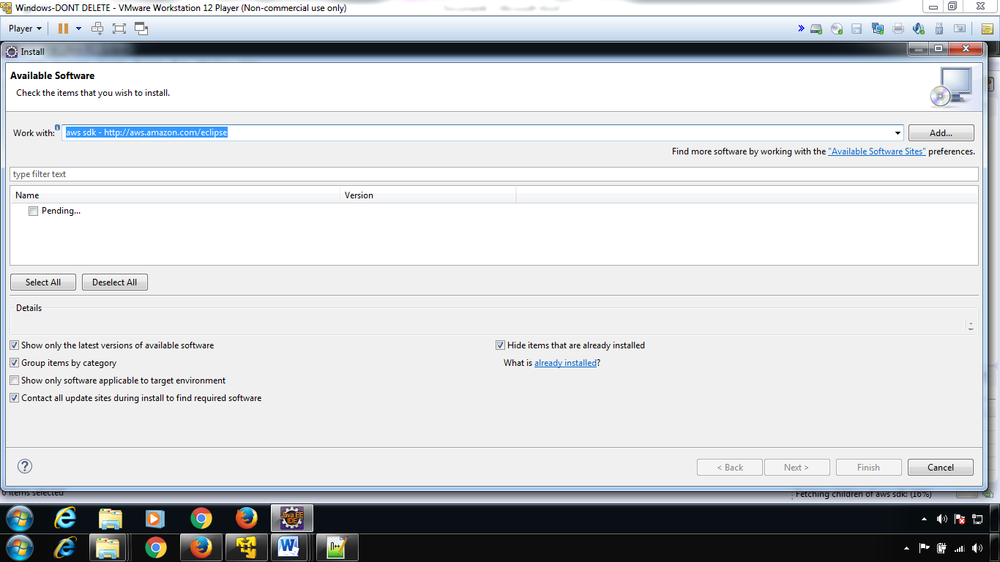 Windows-DONT DELETE - VMware Workstation 12 Player (Non-commercial use only)
Player
Install
Available Software
Check the items that you wish to install.
Work with: aws sdk - http://aws.amazon.com/eclipse Add...
Find more software by working with the "Available Software Sites" preferences.
type filter text
Name Version
Pending...
Select All Deselect All
Details
Show only the latest versions of available software Hide items that are already installed
Group items by category What is already installed?
Show only software applicable to target environment
Contact all update sites during install to find required software
< Back Next > Finish Cancel
0 items selected Fetching children of aws sdk: (16%)
Java EE
IDE